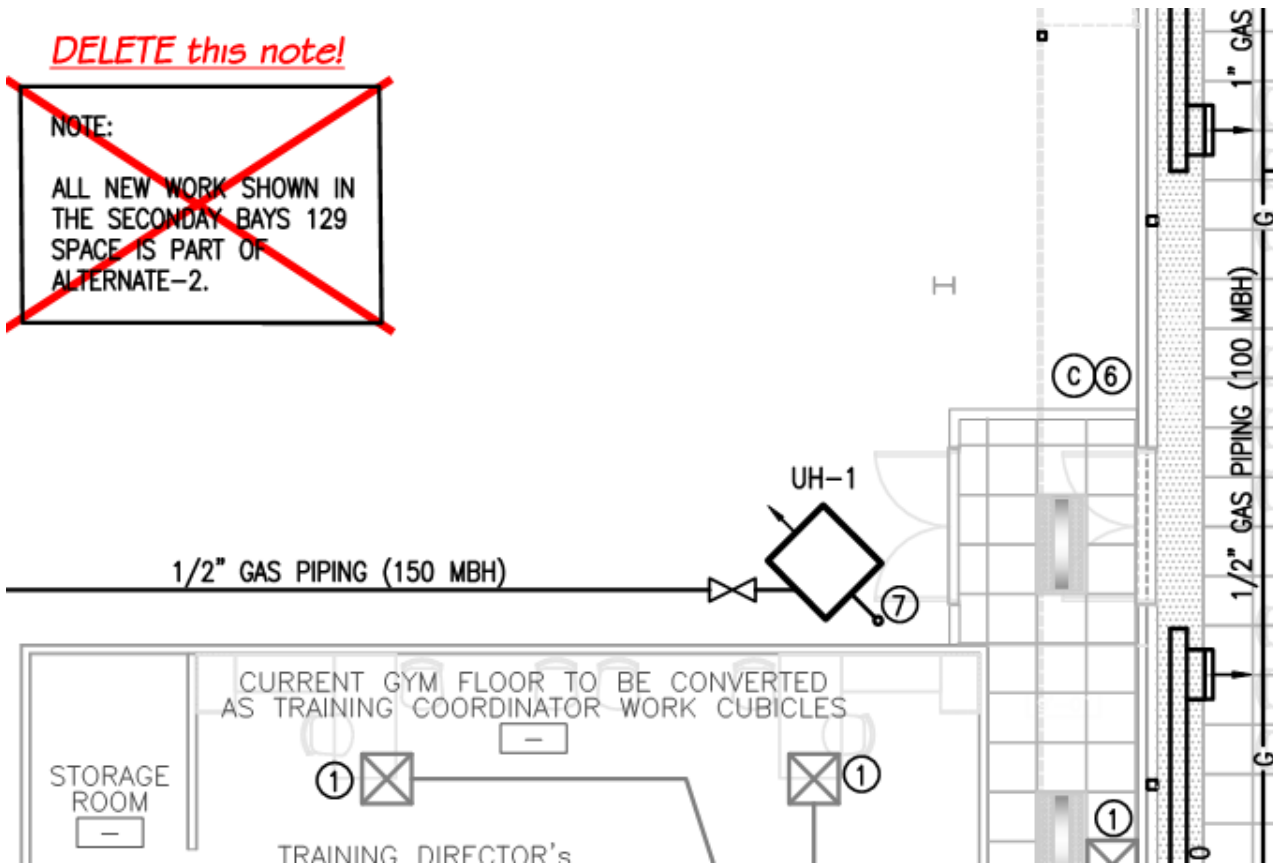 DELETE this note!
NOTE:
ALL NEW WORK SHOWN IN
THE SECONDAY BAYS 129
SPACE IS PART OF
ALTERNATE-2.
1" GAS
G
C 6
1/2" GAS PIPING (100 MBH)
UH-1
1/2" GAS PIPING (150 MBH)
7
CURRENT GYM FLOOR TO BE CONVERTED
AS TRAINING COORDINATOR WORK CUBICLES
-
G
STORAGE
ROOM
-
1
1
1
TRAINING DIRECTOR's